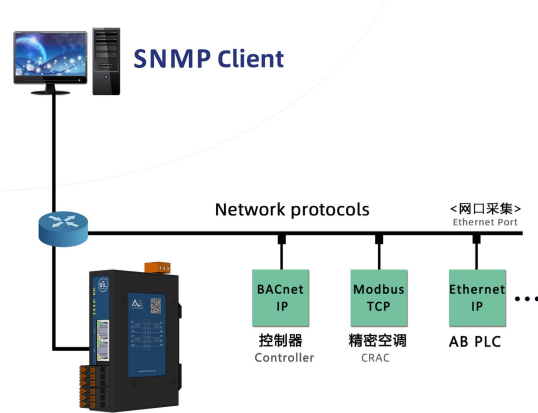 SNMP Client
Network protocols
<网口采集>
Ethernet Port
BACnet
IP
Modbus
TCP
Ethernet
IP
控制器
Controller
精密空调
CRAC
AB PLC